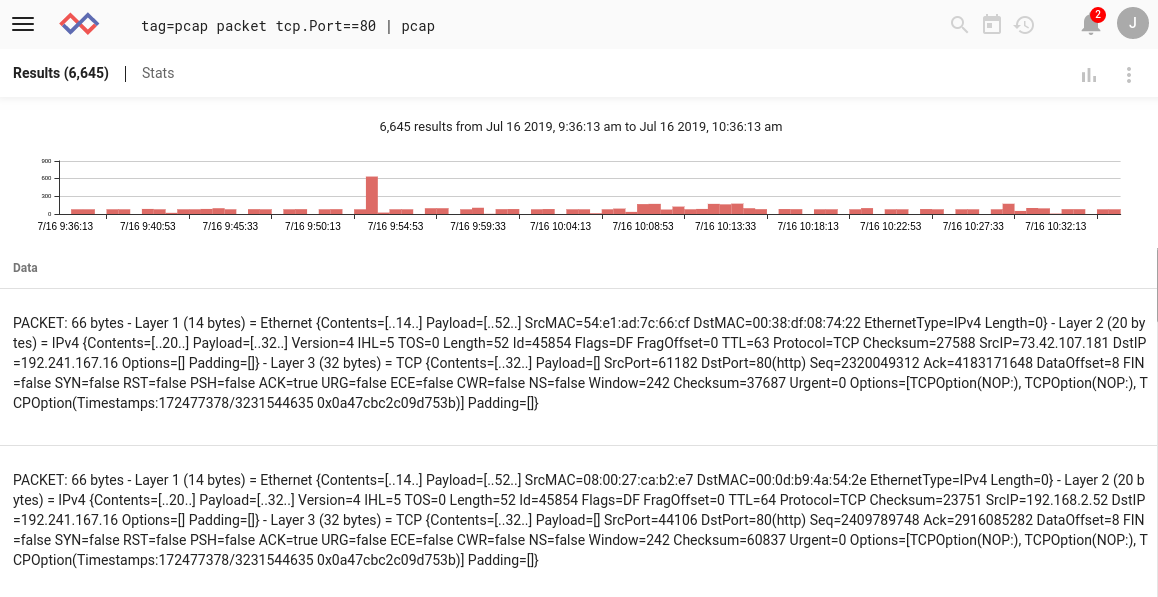 tag=pcap packet tcp.Port==80 | pcap
2
J
Results (6,645) | Stats
6,645 results from Jul 16 2019, 9:36:13 am to Jul 16 2019, 10:36:13 am
900
600
300
0
7/16 9:36:13 7/16 9:40:53 7/16 9:45:33 7/16 9:50:13 7/16 9:54:53 7/16 9:59:33 7/16 10:04:13 7/16 10:08:53 7/16 10:13:33 7/16 10:18:13 7/16 10:22:53 7/16 10:27:33 7/16 10:32:13
Data
PACKET: 66 bytes - Layer 1 (14 bytes) = Ethernet {Contents=[..14..] Payload=[..52..] SrcMAC=54:e1:ad:7c:66:cf DstMAC=00:38:df:08:74:22 EthernetType=IPv4 Length=0} - Layer 2 (20 by
tes) = IPv4 {Contents=[..20..] Payload=[..32..] Version=4 IHL=5 TOS=0 Length=52 Id=45854 Flags=DF FragOffset=0 TTL=63 Protocol=TCP Checksum=27588 SrcIP=73.42.107.181 DstIP
=192.241.167.16 Options=[] Padding=[]} - Layer 3 (32 bytes) = TCP {Contents=[..32..] Payload=[] SrcPort=61182 DstPort=80(http) Seq=2320049312 Ack=4183171648 DataOffset=8 FIN
=false SYN=false RST=false PSH=false ACK=true URG=false ECE=false CWR=false NS=false Window=242 Checksum=37687 Urgent=0 Options=[TCPOption(NOP:), TCPOption(NOP:), T
CPOption(Timestamps:172477378/3231544635 0x0a47cbc2c09d753b)] Padding=[]}
PACKET: 66 bytes - Layer 1 (14 bytes) = Ethernet {Contents=[..14..] Payload=[..52..] SrcMAC=08:00:27:ca:b2:e7 DstMAC=00:0d:b9:4a:54:2e EthernetType=IPv4 Length=0} - Layer 2 (20 b
ytes) = IPv4 {Contents=[..20..] Payload=[..32..] Version=4 IHL=5 TOS=0 Length=52 Id=45854 Flags=DF FragOffset=0 TTL=64 Protocol=TCP Checksum=23751 SrcIP=192.168.2.52 DstIP
=192.241.167.16 Options=[] Padding=[]} - Layer 3 (32 bytes) = TCP {Contents=[..32..] Payload=[] SrcPort=44106 DstPort=80(http) Seq=2409789748 Ack=2916085282 DataOffset=8 FIN
=false SYN=false RST=false PSH=false ACK=true URG=false ECE=false CWR=false NS=false Window=242 Checksum=60837 Urgent=0 Options=[TCPOption(NOP:), TCPOption(NOP:), T
CPOption(Timestamps:172477378/3231544635 0x0a47cbc2c09d753b)] Padding=[]}